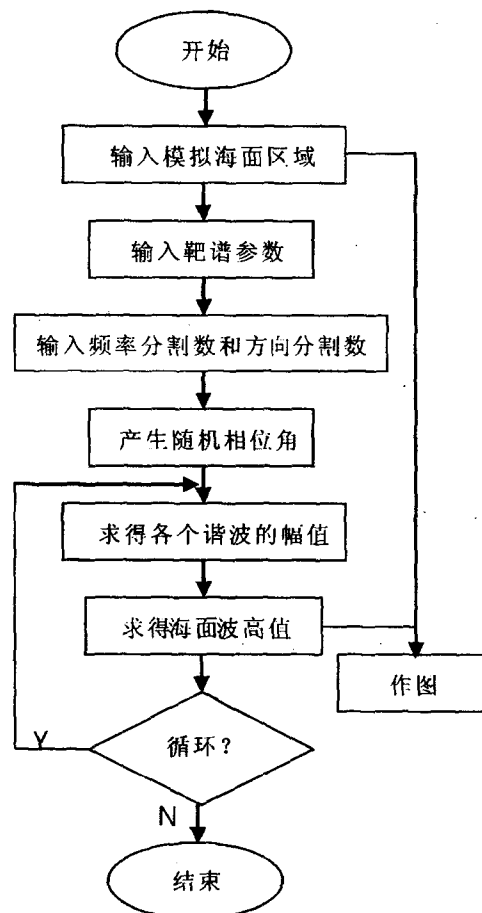 开始
输入模拟海面区域
输入靶谱参数
输入频率分割数和方向分割数
产生随机相位角
求得各个谐波的幅值
求得海面波高值
作图
循环?
Y
N
结束